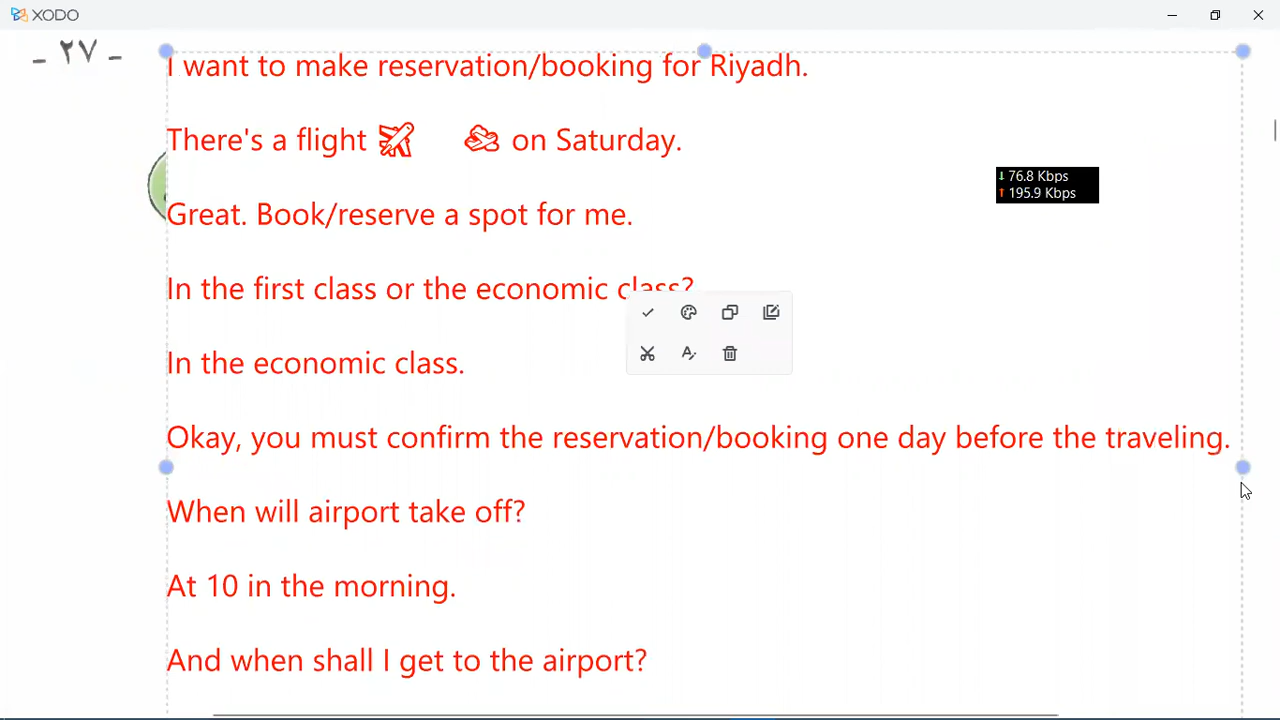 XODO
- ٢٧ -
I want to make reservation/booking for Riyadh.
There's a flight on Saturday.
76.8 Kbps
195.9 Kbps
Great. Book/reserve a spot for me.
In the first class or the economic class?
In the economic class.
Okay, you must confirm the reservation/booking one day before the traveling.
When will airport take off?
At 10 in the morning.
And when shall I get to the airport?